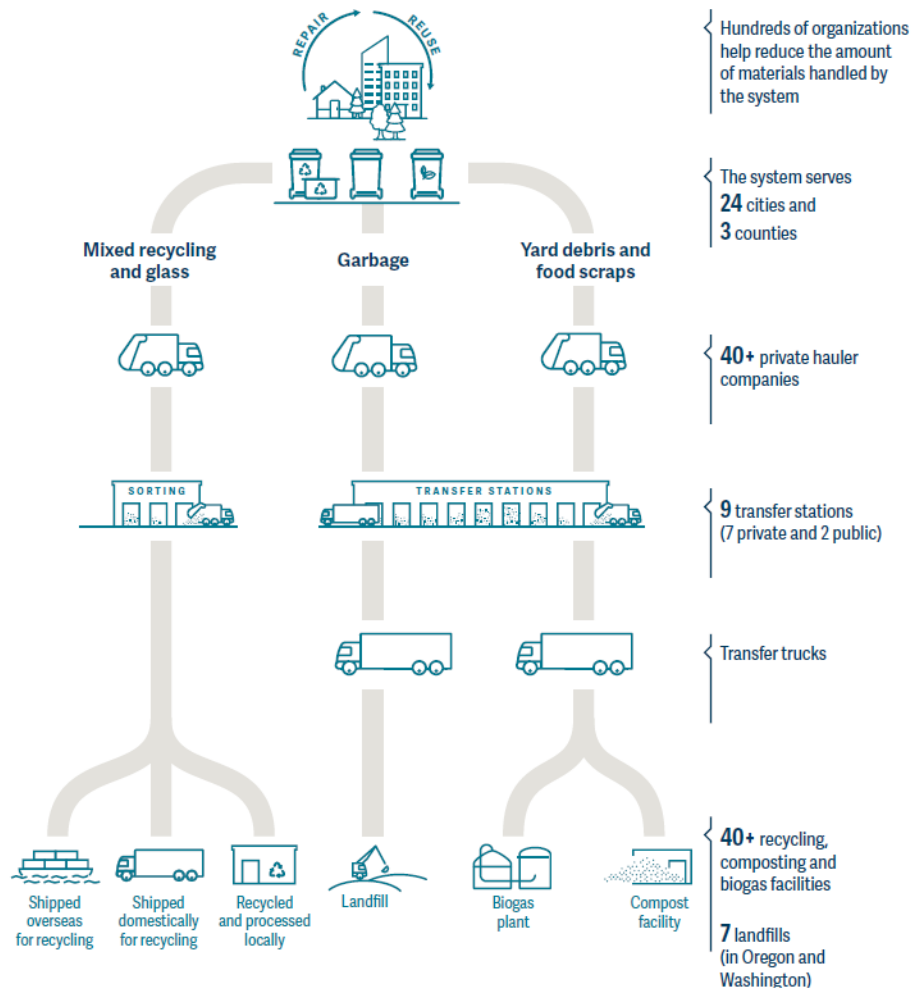 REPAIR
REUSE
Hundreds of organizations
help reduce the amount
of materials handled by
the system
The system serves
24 cities and
3 counties
Mixed recycling
and glass
Garbage
Yard debris and
food scraps
40+ private hauler
companies
SORTING
TRANSFER STATIONS
9 transfer stations
(7 private and 2 public)
Transfer trucks
40+ recycling,
composting and
biogas facilities
7 landfills
(in Oregon and
Washington)
Shipped
overseas
for recycling
Shipped
domestically
for recycling
Recycled
and processed
locally
Landfill
Biogas
plant
Compost
facility